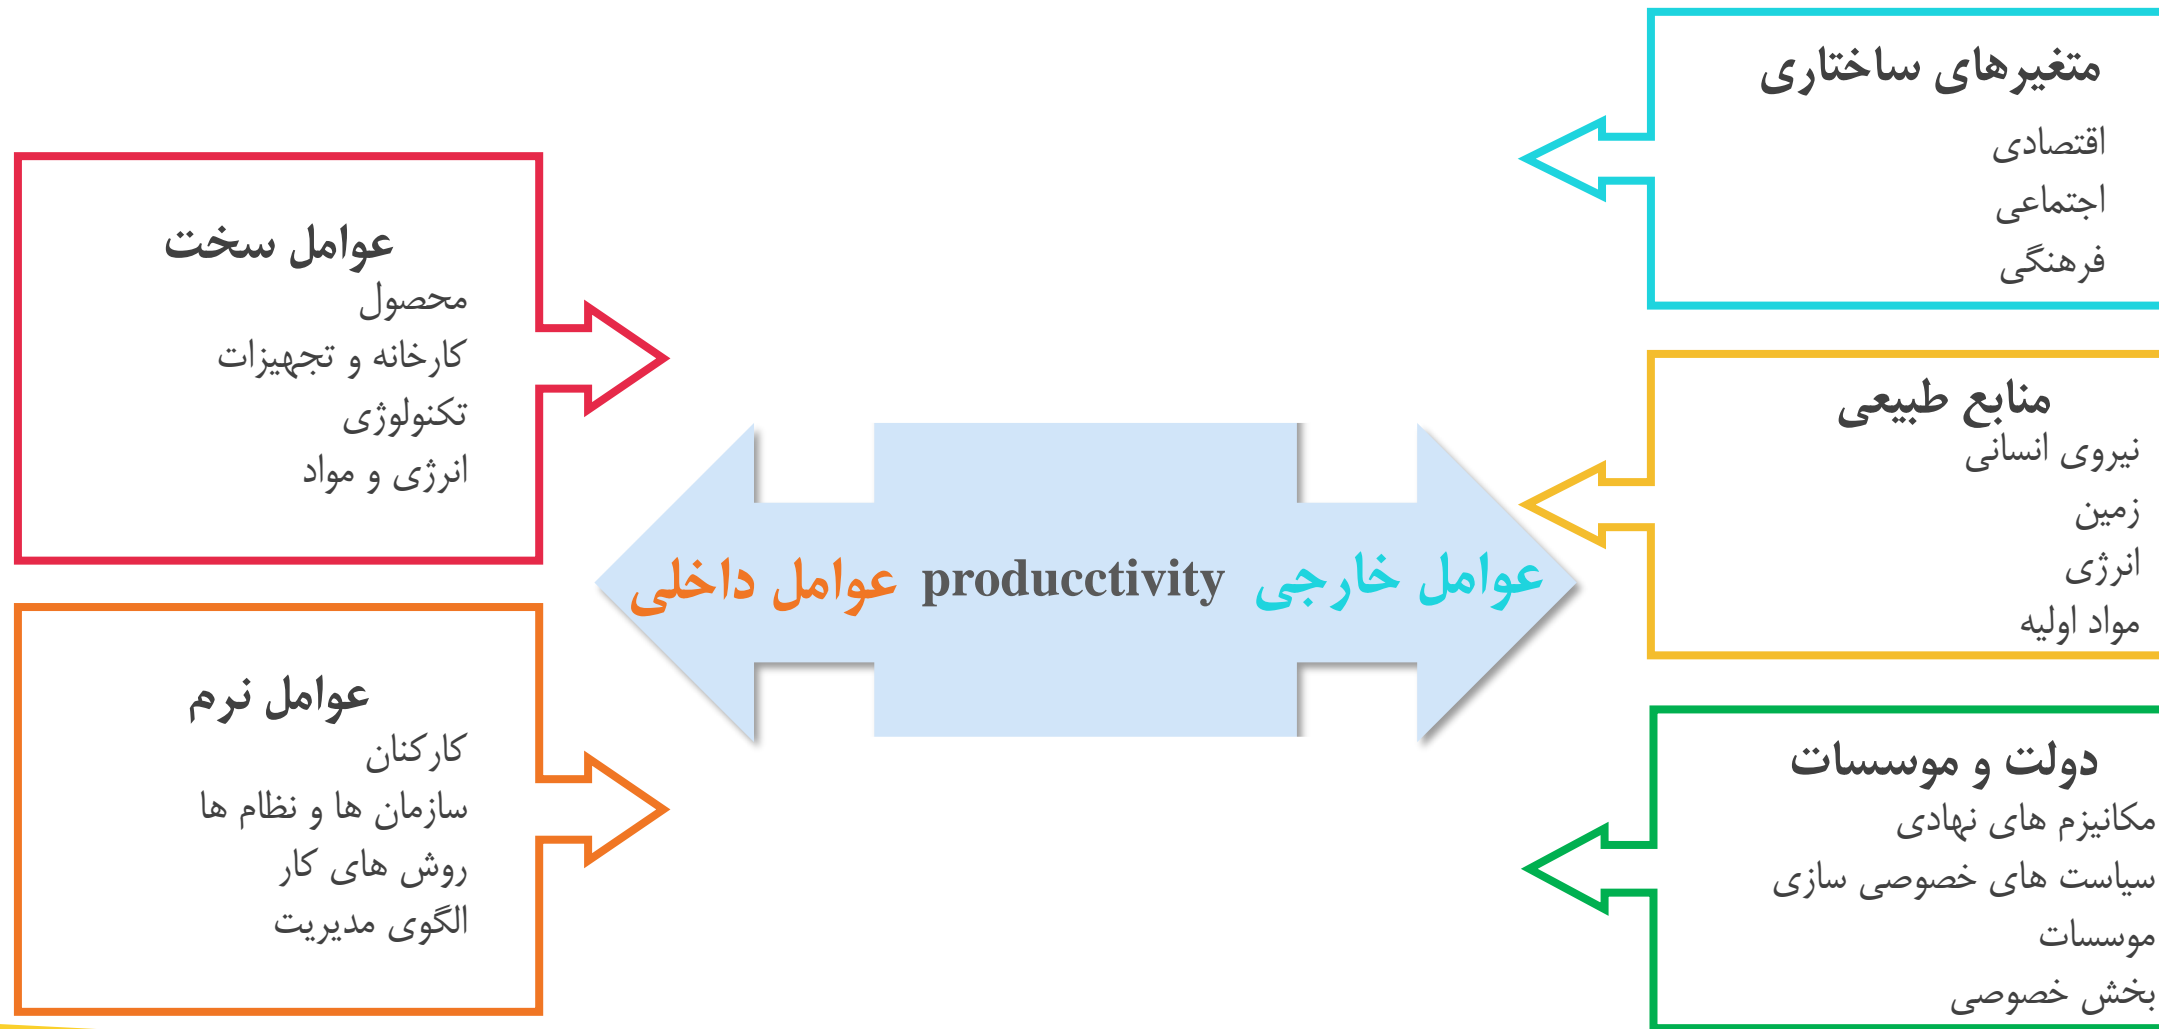 متغیرهای ساختاری
اقتصادی
اجتماعی
فرهنگی
منابع طبیعی
نیروی انسانی
زمین
انرژی
مواد اولیه
دولت و موسسات
مکانیزم های نهادی
سیاست های خصوصی سازی
موسسات
بخش خصوصی
عوامل خارجی producctivity عوامل داخلی
عوامل سخت
محصول
کارخانه و تجهیزات
تکنولوژی
انرژی و مواد
عوامل نرم
کارکنان
سازمان ها و نظام ها
روش های کار
الگوی مدیریت